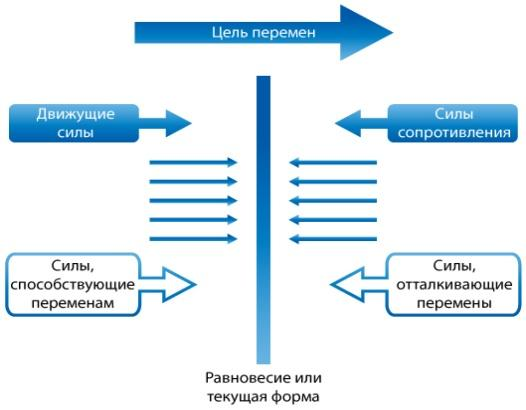 Цель перемен
Движущие
силы
Силы
сопротивления
Силы,
способствующие
переменам
Силы,
отталкивающие
перемены
Равновесие или
текущая форма